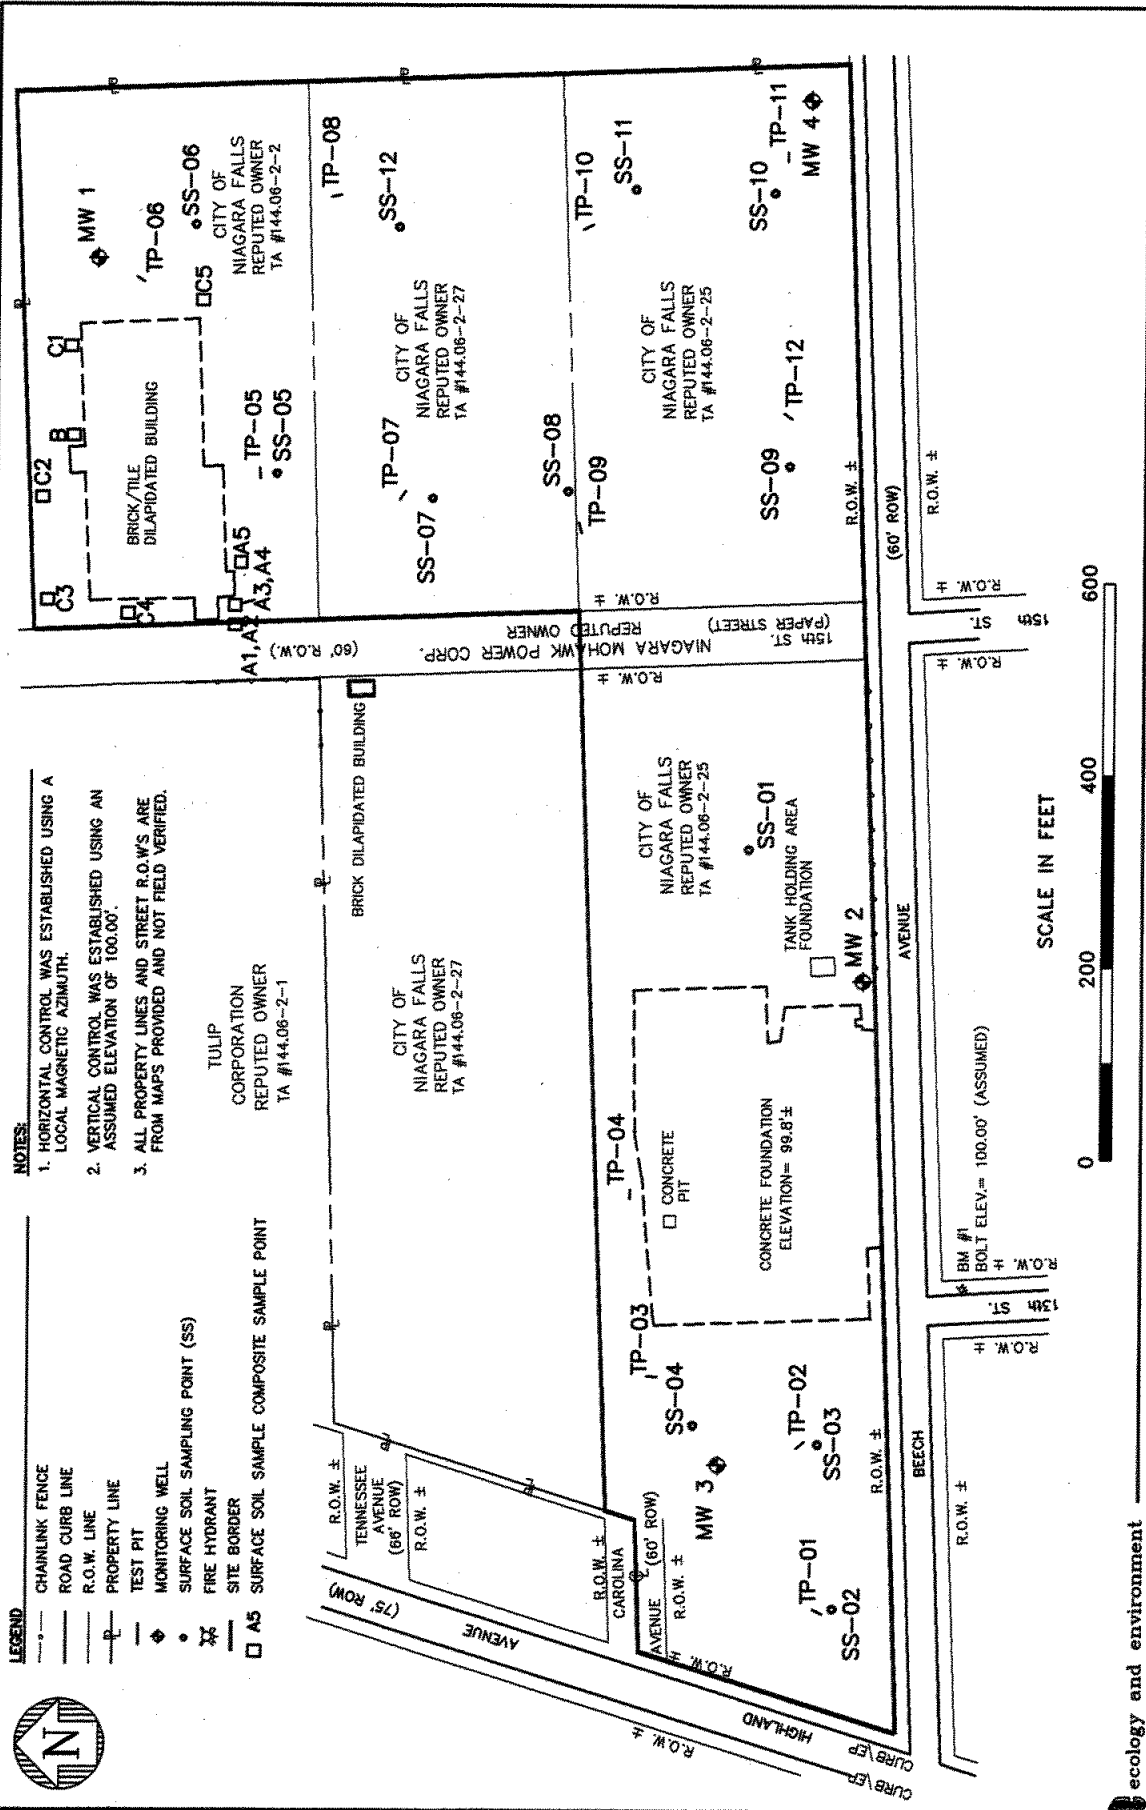 LEGEND
CHAINLINK FENCE
ROAD CURB LINE
R.O.W. LINE
PROPERTY LINE
TEST PIT
MONITORING WELL
SURFACE SOIL SAMPLING POINT (SS)
FIRE HYDRANT
SITE BORDER
A5 SURFACE SOIL SAMPLE COMPOSITE SAMPLE POINT
N
NOTES:
1. HORIZONTAL CONTROL WAS ESTABLISHED USING A
LOCAL MAGNETIC AZIMUTH.
2. VERTICAL CONTROL WAS ESTABLISHED USING AN
ASSUMED ELEVATION OF 100.00'.
3. ALL PROPERTY LINES AND STREET R.O.W'S ARE
FROM MAPS PROVIDED AND NOT FIELD VERIFIED.
TULIP
CORPORATION
REPUTED OWNER
TA #144.06-2-1
C3
C2
B
C1
C4
MW 1
TP-06
SS-06
C5
BRICK/TILE
DILAPIDATED BUILDING
CITY OF
NIAGARA FALLS
REPUTED OWNER
TA #144.06-2-2
A1,A2
A3,A4
A5
TP-05
SS-05
(60' R.O.W.)
NIAGARA MOHAWK POWER CORP.
REPUTED OWNER
15th ST.
(PAPER STREET)
R.O.W. ±
R.O.W. ±
TP-08
SS-12
TP-07
SS-07
CITY OF
NIAGARA FALLS
REPUTED OWNER
TA #144.06-2-27
BRICK DILAPIDATED BUILDING
CITY OF
NIAGARA FALLS
REPUTED OWNER
TA #144.06-2-27
R.O.W. ±
TENNESSEE
AVENUE
(66' ROW)
R.O.W. ±
(75' ROW)
AVENUE
HIGHLAND
R.O.W. ±
R.O.W. ±
CURB\EP
CURB\EP
R.O.W. ±
CAROLINA
AVENUE (60' ROW)
R.O.W. ±
SS-08
TP-09
TP-10
SS-11
CITY OF
NIAGARA FALLS
REPUTED OWNER
TA #144.06-2-25
SS-09
TP-12
SS-10
TP-11
MW 4
R.O.W. ±
CITY OF
NIAGARA FALLS
REPUTED OWNER
TA #144.06-2-25
SS-01
TANK HOLDING AREA
FOUNDATION
MW 2
TP-04
CONCRETE
PIT
CONCRETE FOUNDATION
ELEVATION= 99.8'±
TP-03
SS-04
MW 3
TP-02
SS-03
TP-01
SS-02
R.O.W. ±
BEECH
AVENUE
(60' ROW)
R.O.W. ±
R.O.W. ±
13th ST.
R.O.W. ±
R.O.W. ±
BM #1
BOLT ELEV.= 100.00' (ASSUMED)
15th ST.
R.O.W. ±
R.O.W. ±
SCALE IN FEET
0 200 400 600
ecology and environment